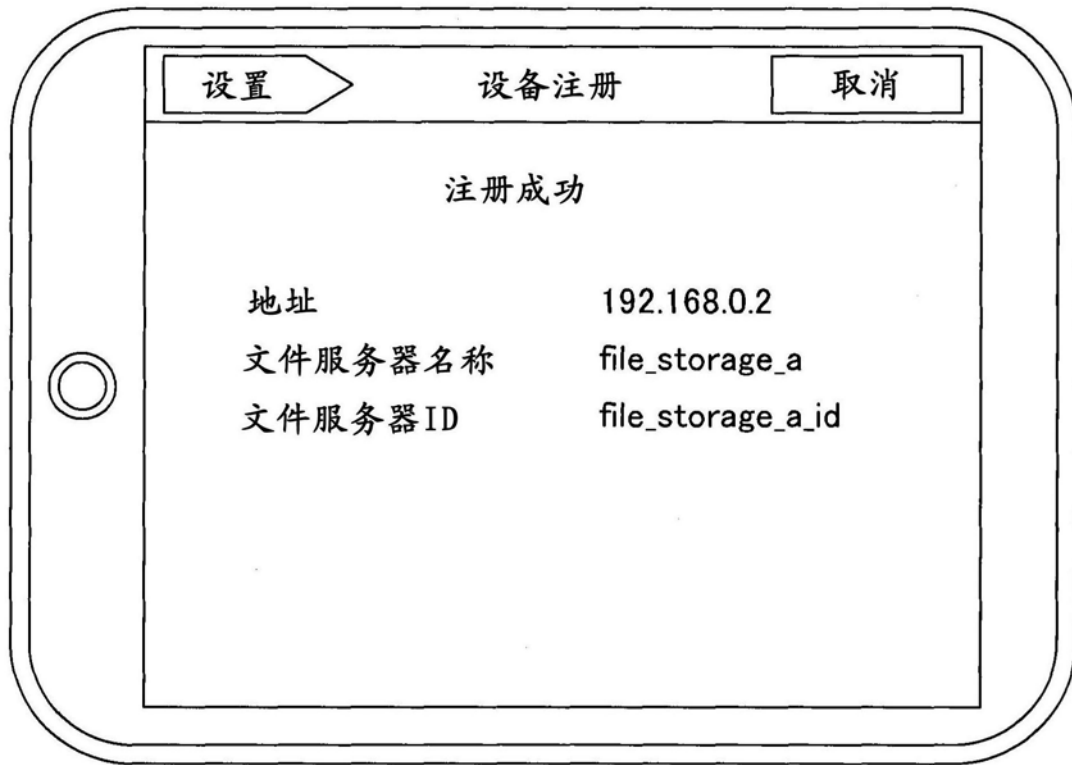 设置 设备注册 取消
注册成功
地址 192.168.0.2
文件服务器名称 file_storage_a
文件服务器ID file_storage_a_id